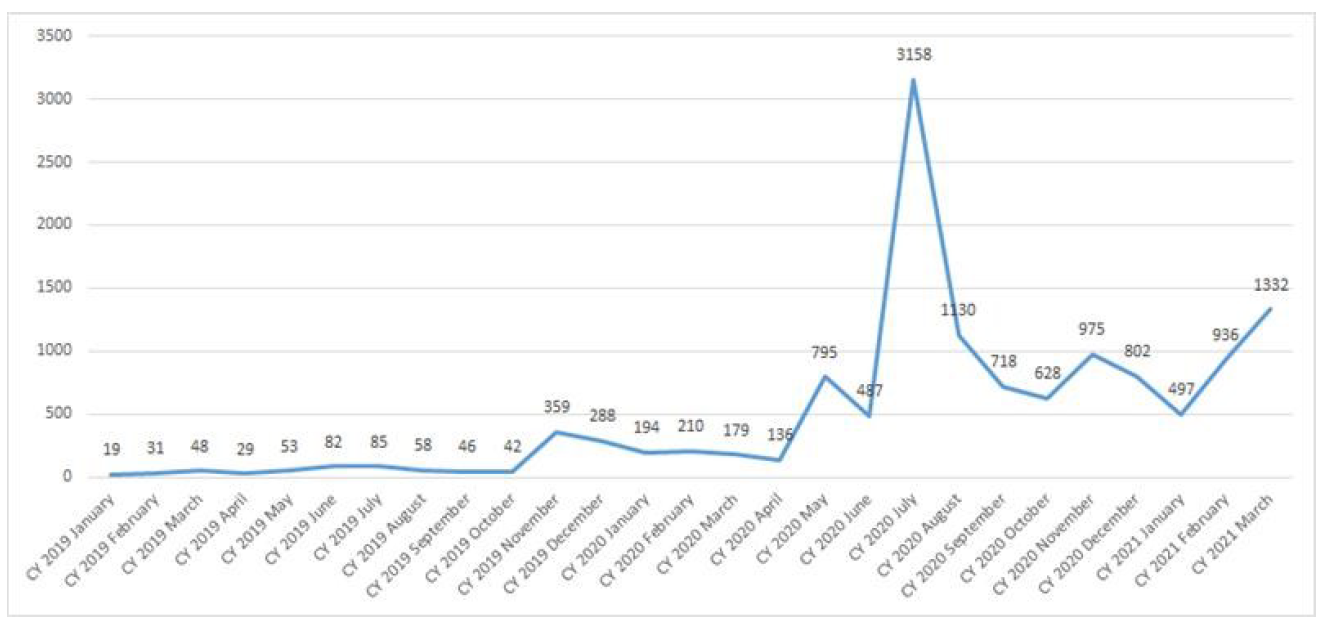 3500
3000
2500
2000
1500
1000
500
0
19
31
48
29
53
82
85
58
46
42
359
288
194
210
179
136
795
487
3158
1130
718
628
975
802
497
936
1332
CY 2019 January
CY 2019 February
CY 2019 March
CY 2019 April
CY 2019 May
CY 2019 June
CY 2019 July
CY 2019 August
CY 2019 September
CY 2019 October
CY 2019 November
CY 2019 December
CY 2020 January
CY 2020 February
CY 2020 March
CY 2020 April
CY 2020 May
CY 2020 June
CY 2020 July
CY 2020 August
CY 2020 September
CY 2020 October
CY 2020 November
CY 2020 December
CY 2021 January
CY 2021 February
CY 2021 March